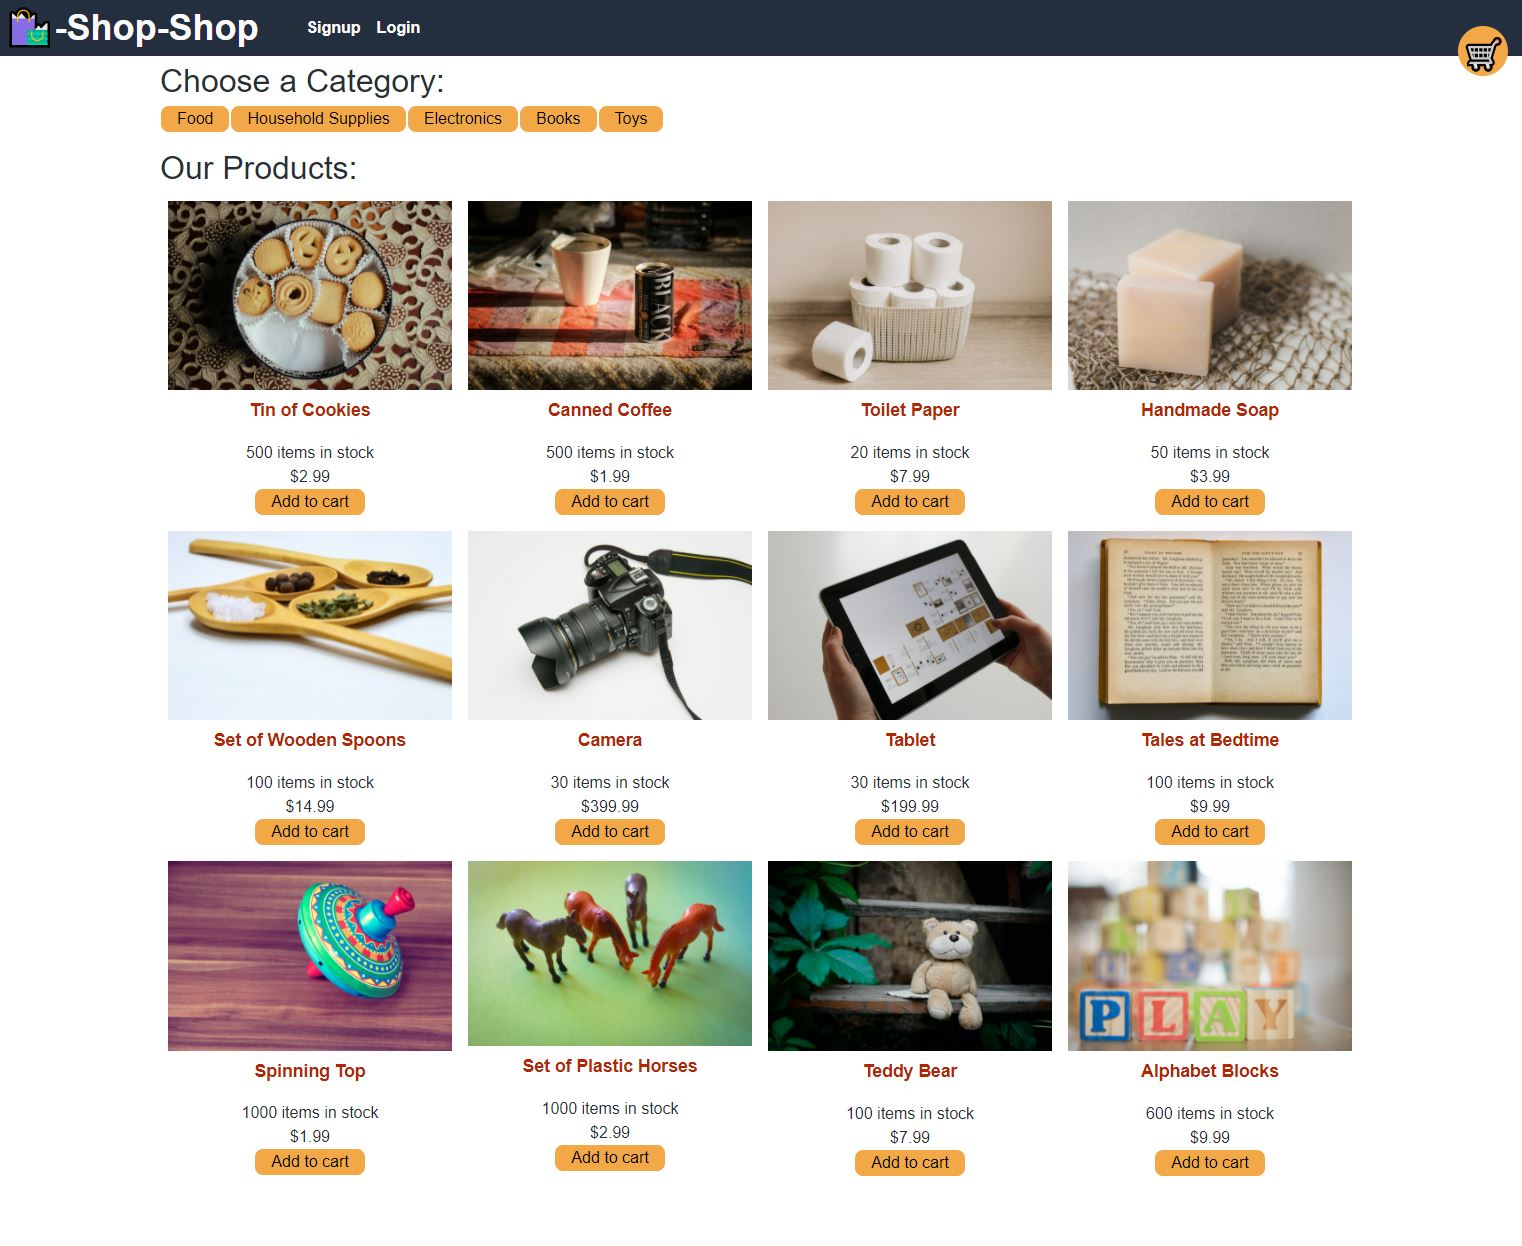 -Shop-Shop
Signup Login
Choose a Category:
Food Household Supplies Electronics Books Toys
Our Products:
BLACK
Tin of Cookies Canned Coffee Toilet Paper Handmade Soap
500 items in stock 500 items in stock 20 items in stock 50 items in stock
$2.99 $1.99 $7.99 $3.99
Add to cart Add to cart Add to cart Add to cart
TALES AT BEDTIME
Set of Wooden Spoons Camera Tablet Tales at Bedtime
100 items in stock 30 items in stock 30 items in stock 100 items in stock
$14.99 $399.99 $199.99 $9.99
Add to cart Add to cart Add to cart Add to cart
PLAY
Spinning Top Set of Plastic Horses Teddy Bear Alphabet Blocks
1000 items in stock 1000 items in stock 100 items in stock 600 items in stock
$1.99 $2.99 $7.99 $9.99
Add to cart Add to cart Add to cart Add to cart